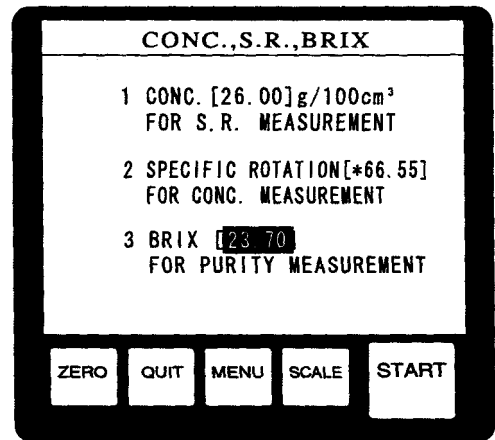 CONC.,S.R.,BRIX
1 CONC.[26.00]g/100cm³
FOR S.R. MEASUREMENT
2 SPECIFIC ROTATION[*66.55]
FOR CONC. MEASUREMENT
3 BRIX [23.70]
FOR PURITY MEASUREMENT
ZERO QUIT MENU SCALE START